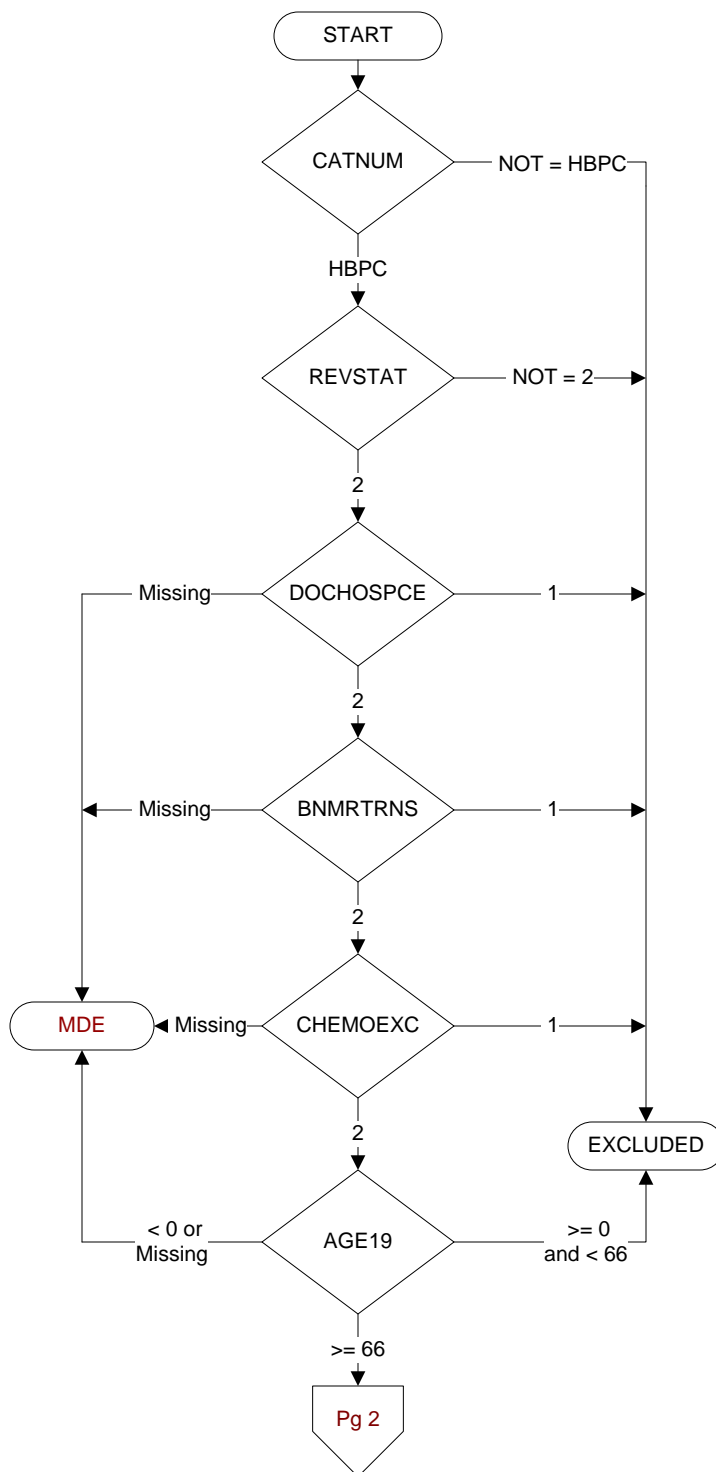 START
CATNUM
NOT = HBPC
HBPC
REVSTAT
NOT = 2
2
Missing
DOCHOSPCE
1
2
Missing
BNMRTRNS
1
2
MDE
Missing
CHEMOEXC
1
2
EXCLUDED
< 0 or
Missing
AGE19
>= 0
and < 66
>= 66
Pg 2